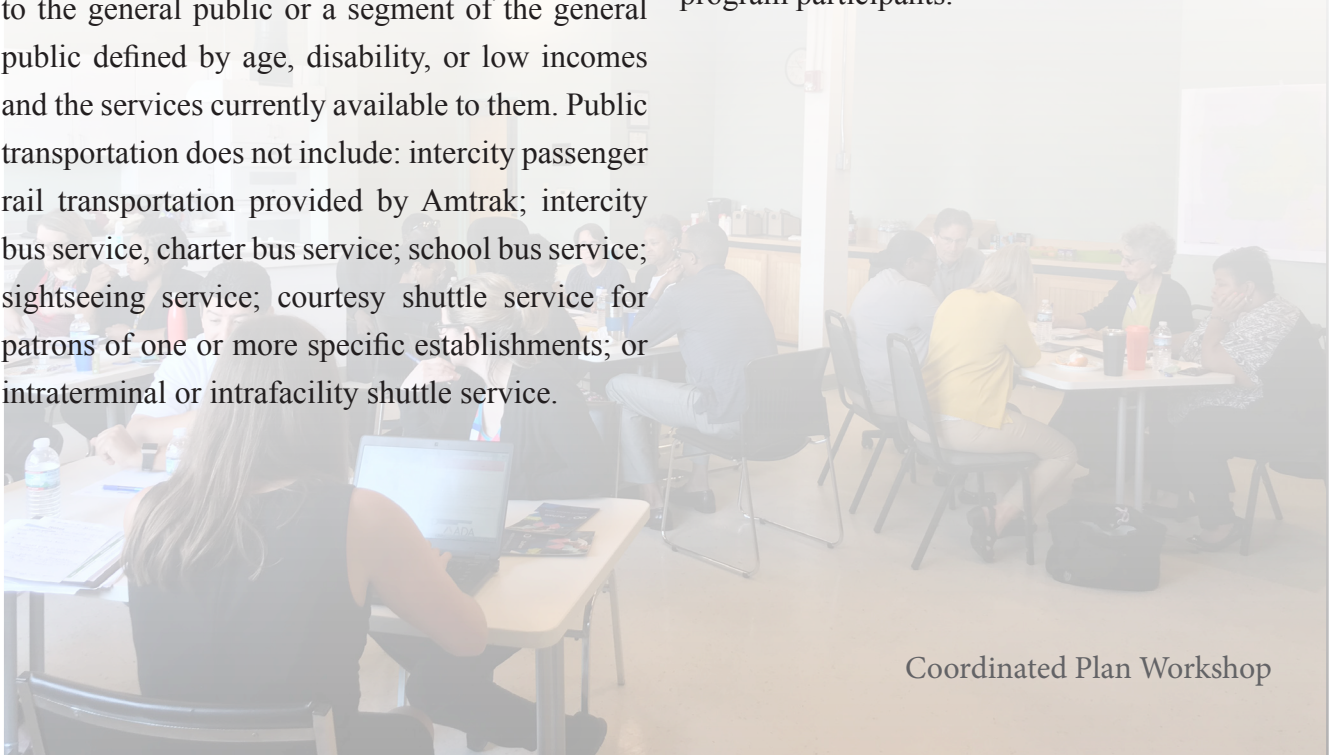 to the general public or a segment of the general
public defined by age, disability, or low incomes
and the services currently available to them. Public
transportation does not include: intercity passenger
rail transportation provided by Amtrak; intercity
bus service, charter bus service; school bus service;
sightseeing service; courtesy shuttle service for
patrons of one or more specific establishments; or
intraterminal or intrafacility shuttle service.
program participants.
Coordinated Plan Workshop